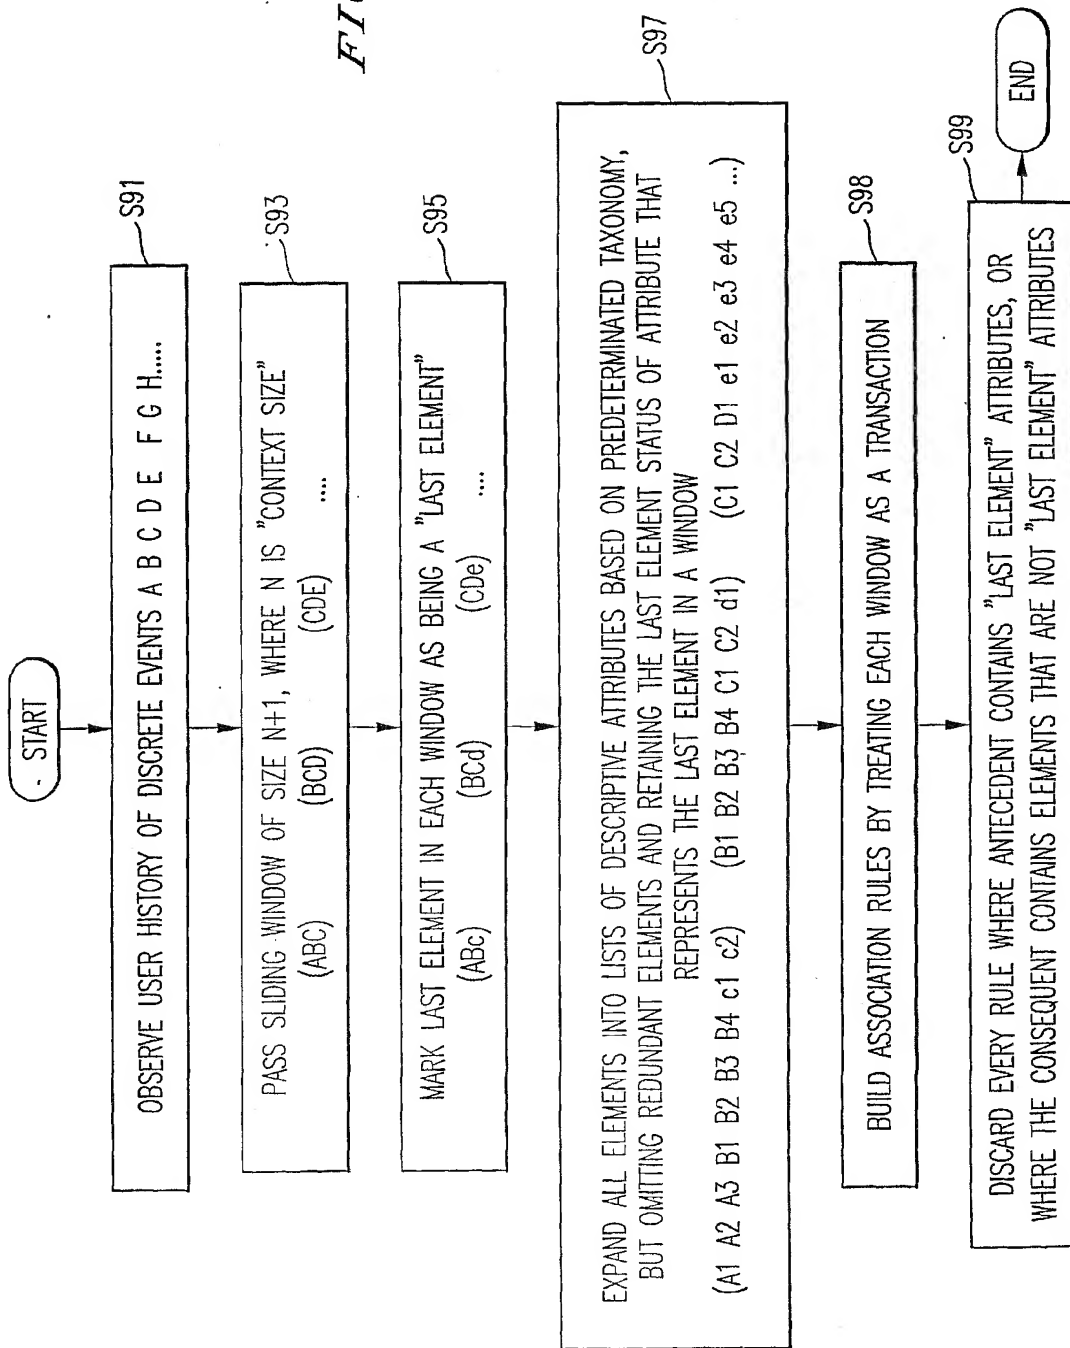 FIG
START
OBSERVE USER HISTORY OF DISCRETE EVENTS A B C D E F G H.....
S91
PASS SLIDING WINDOW OF SIZE N+1, WHERE N IS "CONTEXT SIZE"
(ABC) (BCD) (CDE) ....
S93
MARK LAST ELEMENT IN EACH WINDOW AS BEING A "LAST ELEMENT"
(ABc) (BCd) (CDe) ....
S95
EXPAND ALL ELEMENTS INTO LISTS OF DESCRIPTIVE ATTRIBUTES BASED ON PREDETERMINATED TAXONOMY,
BUT OMITTING REDUNDANT ELEMENTS AND RETAINING THE LAST ELEMENT STATUS OF ATTRIBUTE THAT
REPRESENTS THE LAST ELEMENT IN A WINDOW
(A1 A2 A3 B1 B2 B3 B4 c1 c2) (B1 B2 B3 B4 C1 C2 d1) (C1 C2 D1 e1 e2 e3 e4 e5 ...)
S97
BUILD ASSOCIATION RULES BY TREATING EACH WINDOW AS A TRANSACTION
S98
DISCARD EVERY RULE WHERE ANTECEDENT CONTAINS "LAST ELEMENT" ATTRIBUTES, OR
WHERE THE CONSEQUENT CONTAINS ELEMENTS THAT ARE NOT "LAST ELEMENT" ATTRIBUTES
S99
END